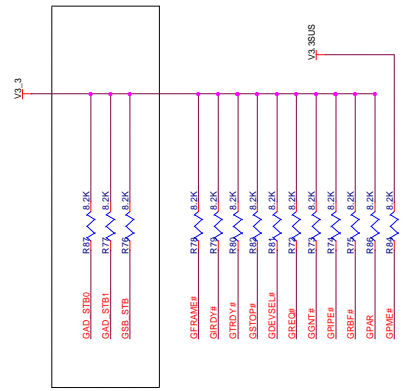 V3.3SUS
V3_3
8.2K
8.2K
8.2K
8.2K
8.2K
8.2K
8.2K
8.2K
8.2K
8.2K
8.2K
8.2K
8.2K
8.2K
R87
R77
R76
R78
R79
R80
R82
R81
R72
R73
R74
R75
R86
R84
GAD_STB0
GAD_STB1
GSB_STB
GFRAME#
GIRDY#
GTRDY#
GSTOP#
GDEVSEL#
GREQ#
GGNT#
GPIPE#
GRBF#
GPAR
GPME#